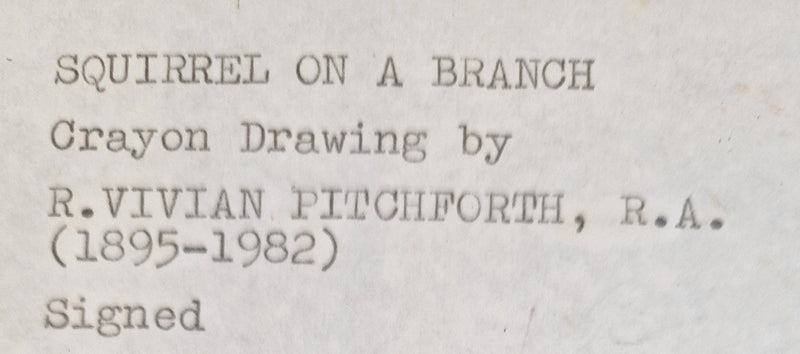 SQUIRREL ON A BRANCH
Crayon Drawing by
R.VIVIAN PITCHFORTH, R.A.
(1895-1982)
Signed